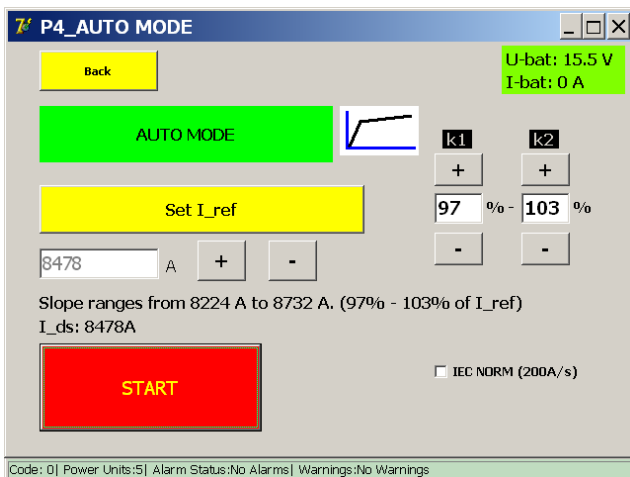 P4_AUTO MODE
Back
U-bat: 15.5 V
I-bat: 0 A
AUTO MODE
k1
k2
+
+
Set I_ref
97 % - 103 %
8478 A + -
-
-
Slope ranges from 8224 A to 8732 A. (97% - 103% of I_ref)
I_ds: 8478A
START
IEC NORM (200A/s)
Code: 0| Power Units:5| Alarm Status:No Alarms| Warnings:No Warnings